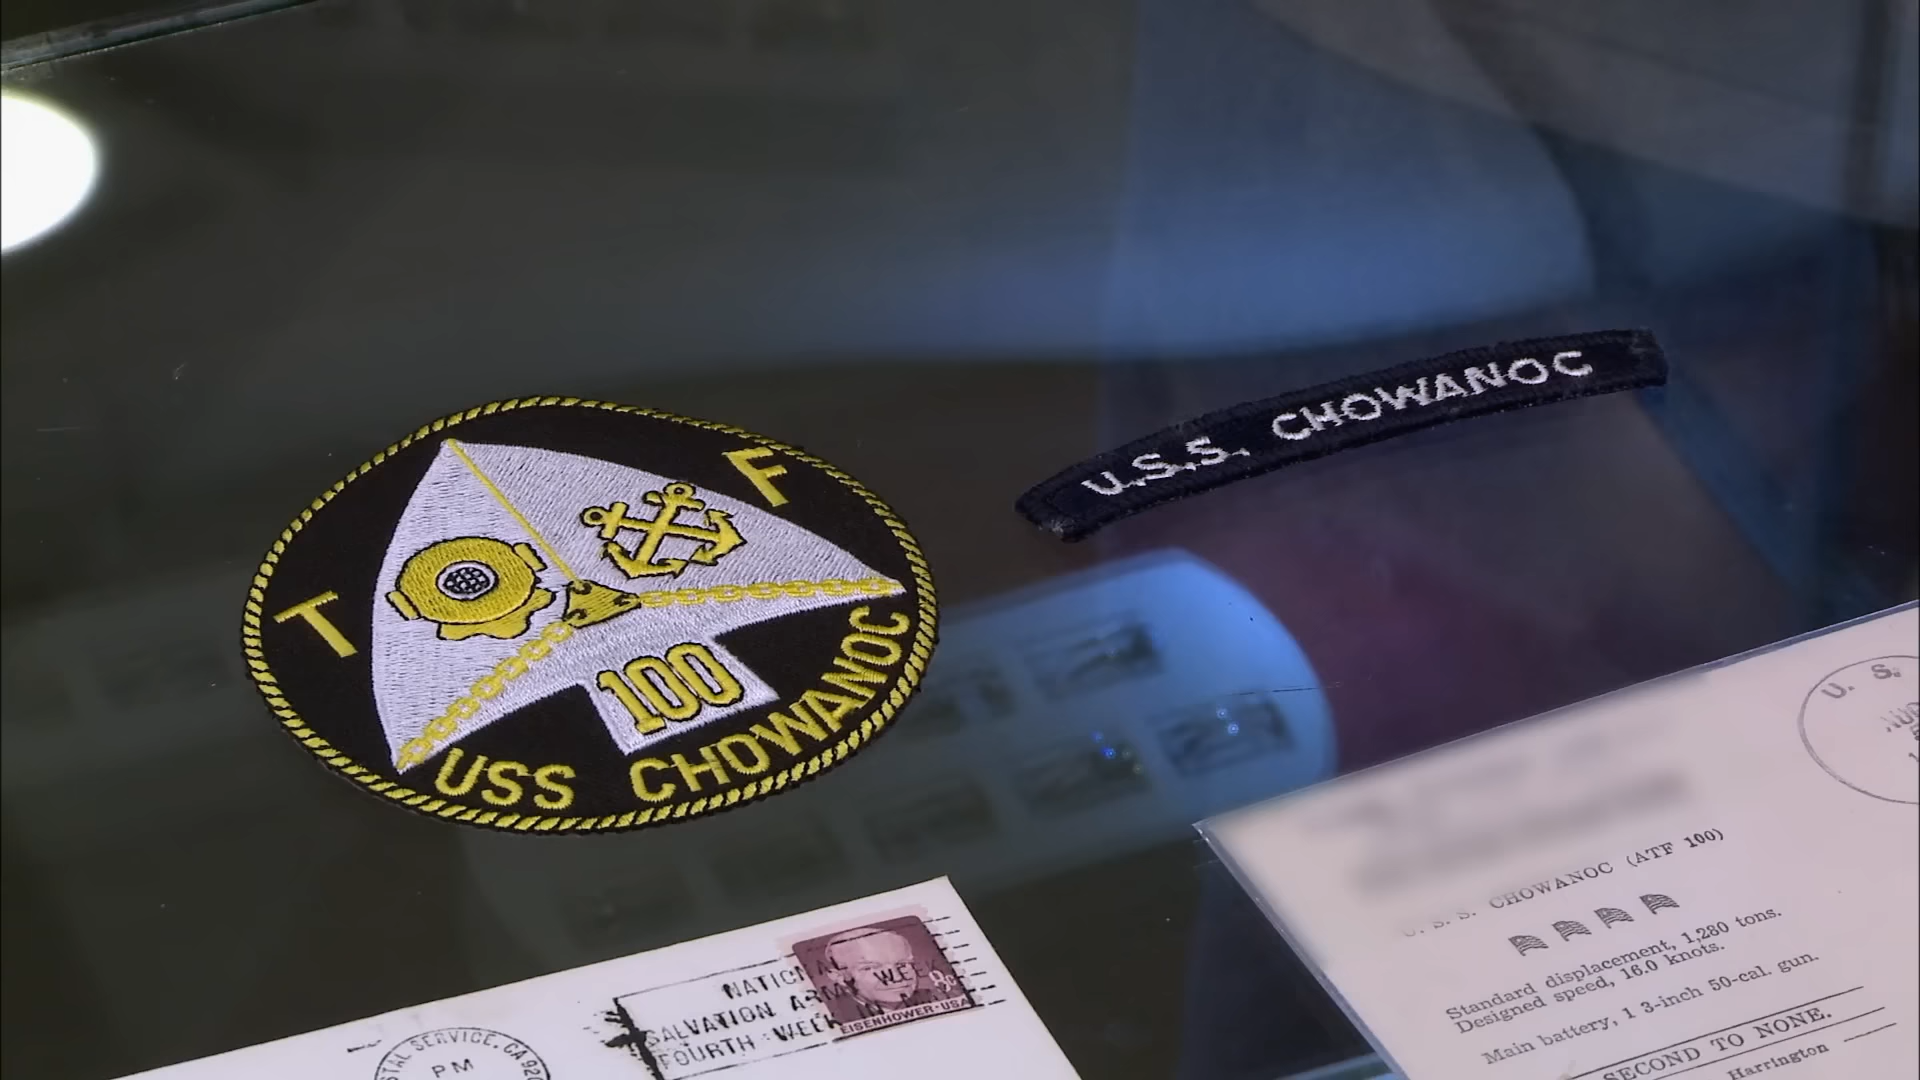 T F
100
USS CHOWANOC
U.S.S. CHOWANOC
U. S.
U. S. S. CHOWANOC (ATF 100)
Standard displacement, 1,280 tons.
Designed speed, 16.0 knots.
Main battery, 1 3-inch 50-cal. gun.
SECOND TO NONE.
Harrington
NATIONAL
SALVATION ARMY WEEK
FOURTH WEEK IN
EISENHOWER·USA
SERVICE, CA
PM